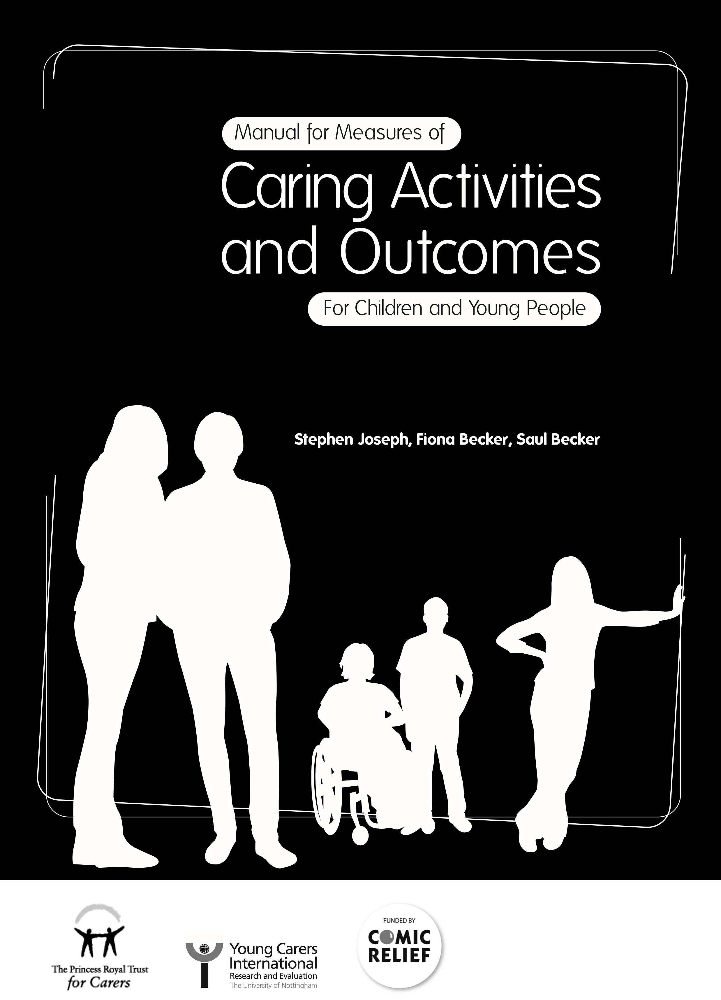 Manual for Measures of
Caring Activities
and Outcomes
For Children and Young People
Stephen Joseph, Fiona Becker, Saul Becker
The Princess Royal Trust
for Carers
Young Carers
International
Research and Evaluation
The University of Nottingham
FUNDED BY
COMIC
RELIEF